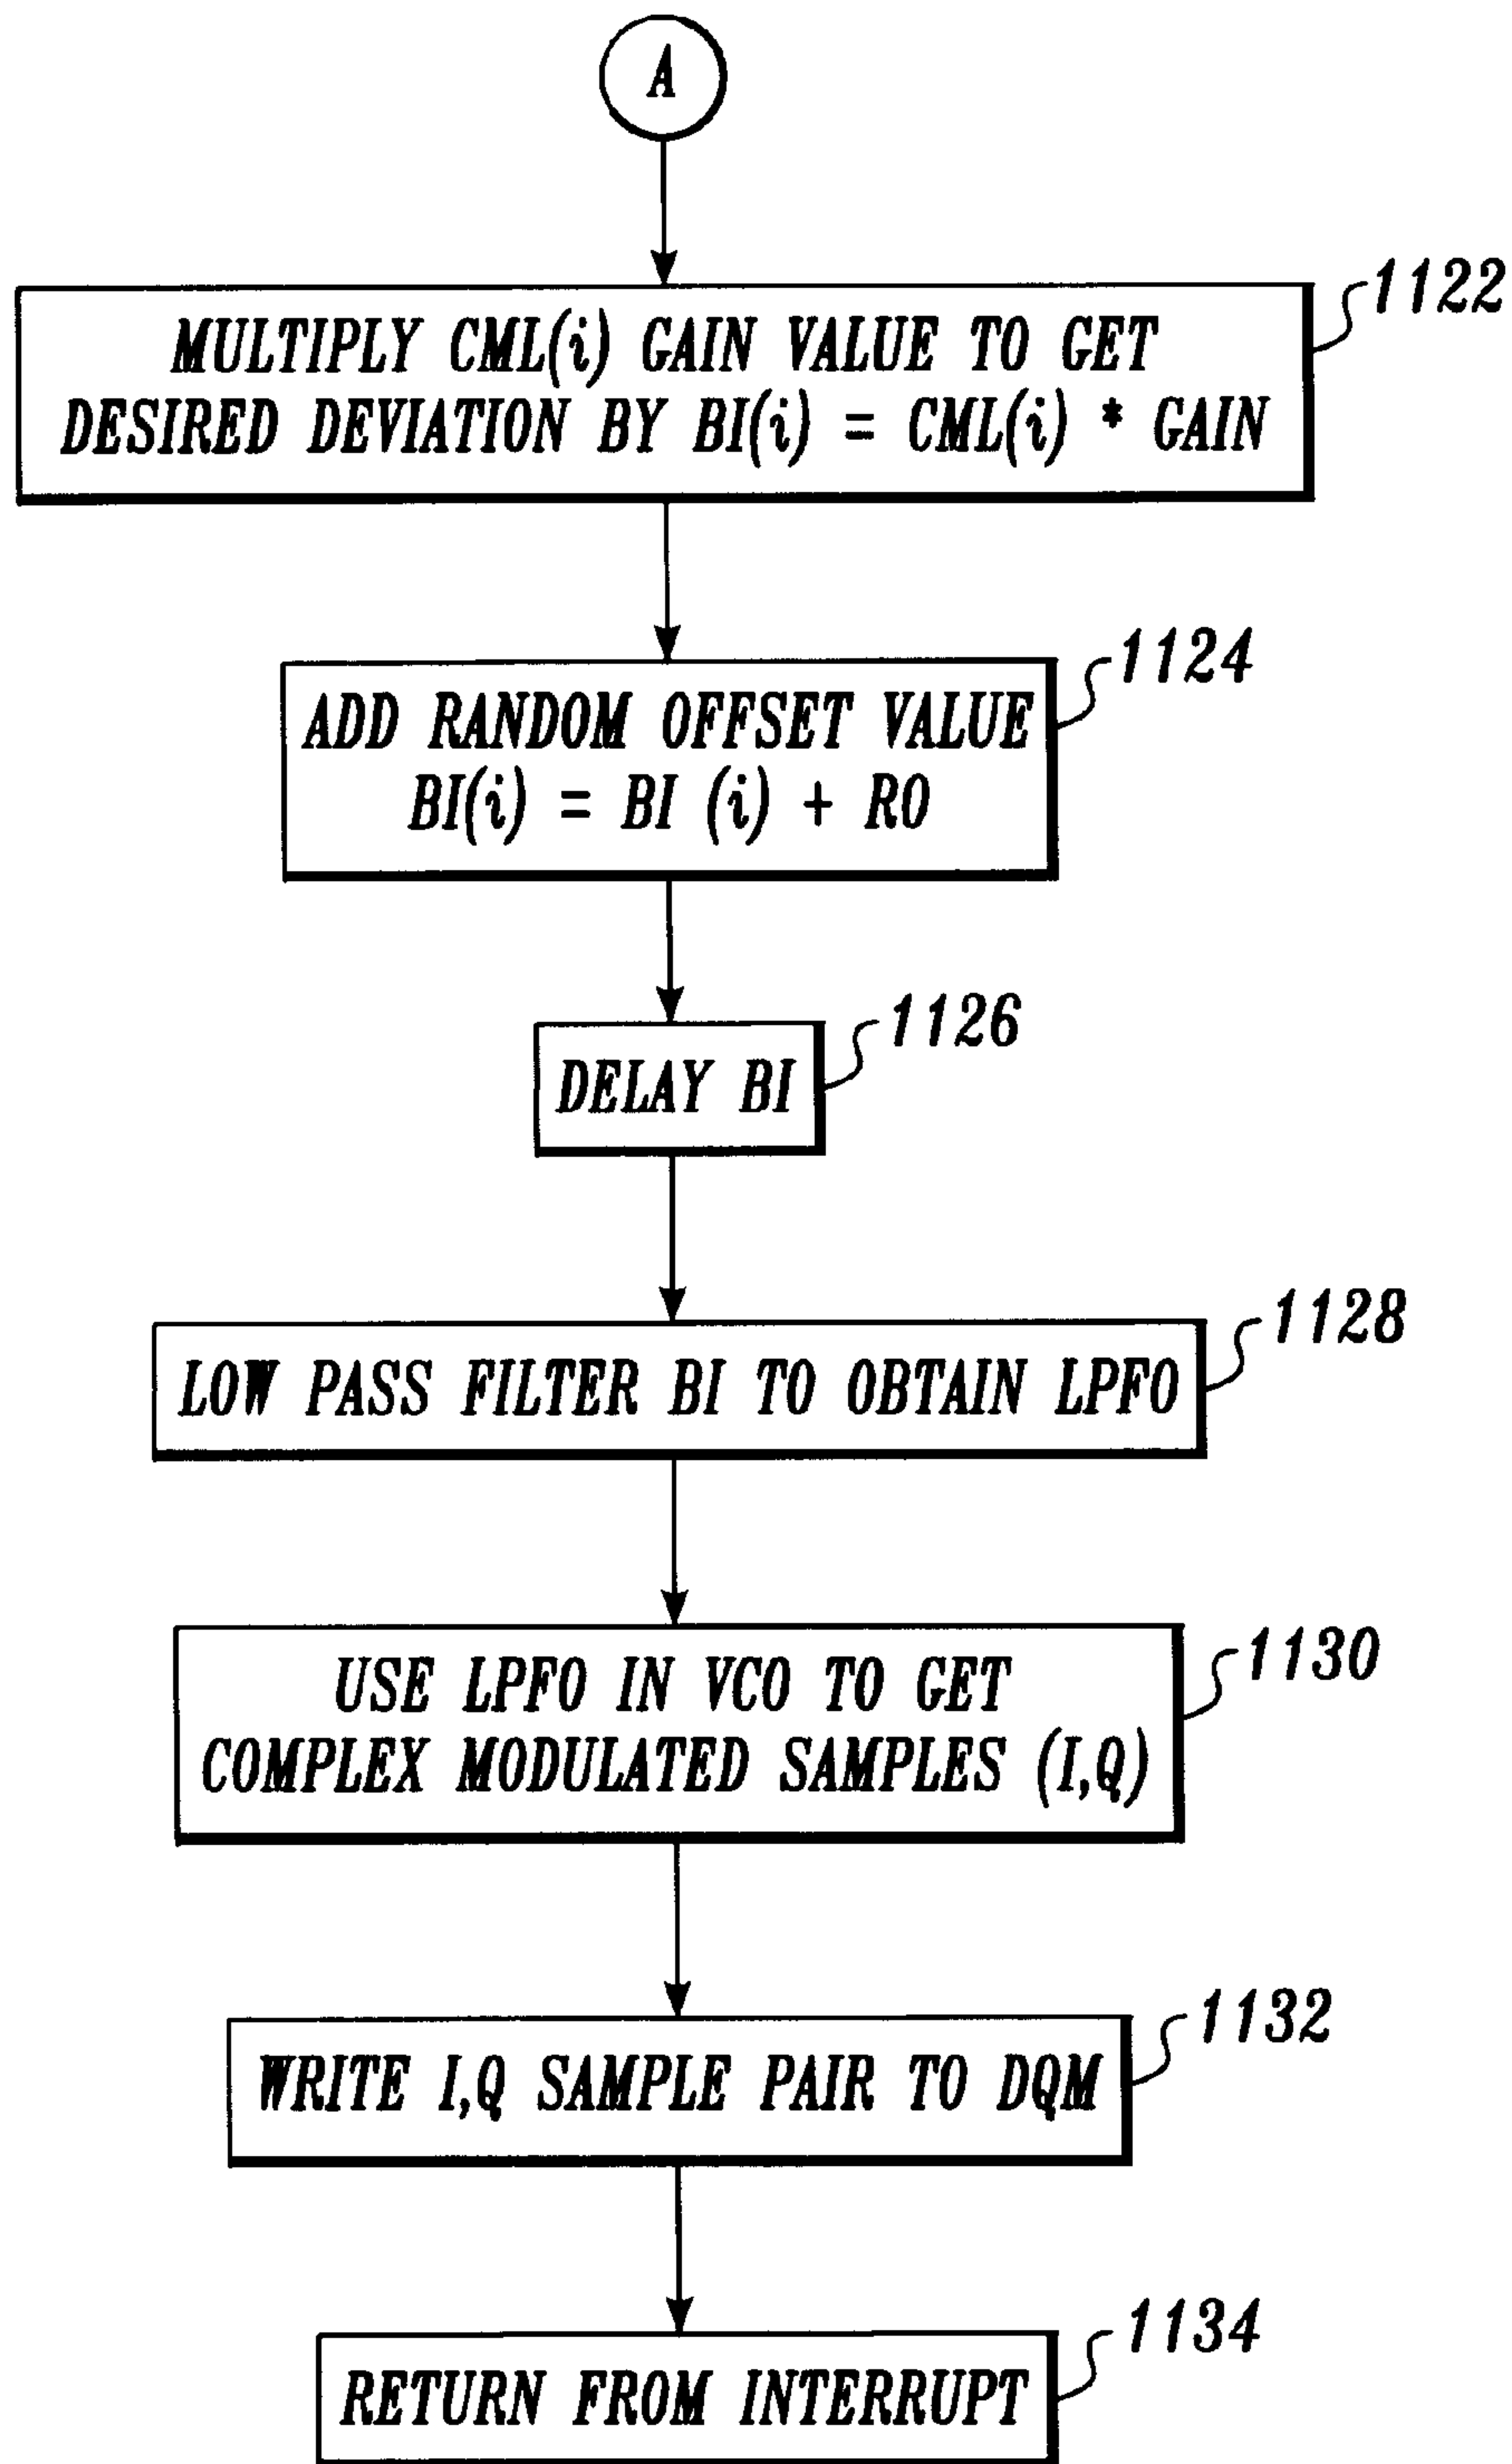 A
1122
MULTIPLY CML(i) GAIN VALUE TO GET
DESIRED DEVIATION BY BI(i) = CML(i) * GAIN
1124
ADD RANDOM OFFSET VALUE
BI(i) = BI (i) + RO
1126
DELAY BI
1128
LOW PASS FILTER BI TO OBTAIN LPFO
1130
USE LPFO IN VCO TO GET
COMPLEX MODULATED SAMPLES (I,Q)
1132
WRITE I,Q SAMPLE PAIR TO DQM
1134
RETURN FROM INTERRUPT